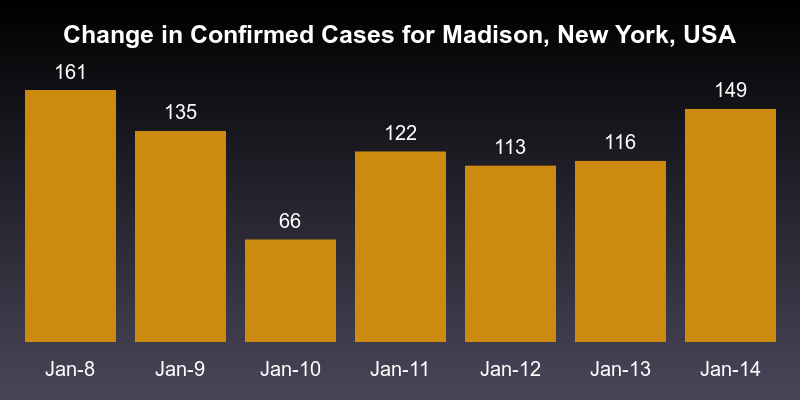 Change in Confirmed Cases for Madison, New York, USA
161
135
66
122
113
116
149
Jan-8
Jan-9
Jan-10
Jan-11
Jan-12
Jan-13
Jan-14